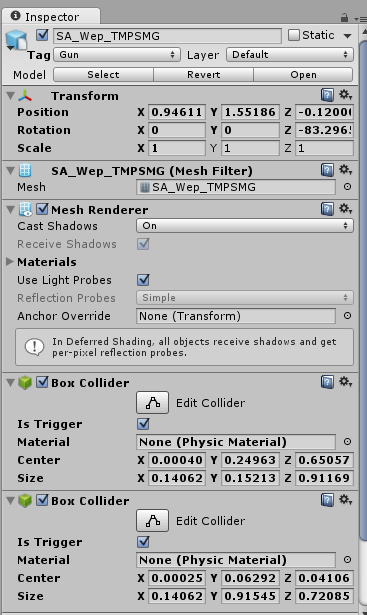 Inspector
SA_Wep_TMPSMG Static
Tag Gun Layer Default
Model Select Revert Open
Transform
Position X 0.94611 Y 1.55186 Z -0.1200
Rotation X 0 Y 0 Z -83.296
Scale X 1 Y 1 Z 1
SA_Wep_TMPSMG (Mesh Filter)
Mesh SA_Wep_TMPSMG
Mesh Renderer
Cast Shadows On
Receive Shadows
Materials
Use Light Probes
Reflection Probes Simple
Anchor Override None (Transform)
In Deferred Shading, all objects receive shadows and get
per-pixel reflection probes.
Box Collider
Edit Collider
Is Trigger
Material None (Physic Material)
Center X 0.00040 Y 0.24963 Z 0.65057
Size X 0.14062 Y 0.15213 Z 0.91169
Box Collider
Edit Collider
Is Trigger
Material None (Physic Material)
Center X 0.00025 Y 0.06292 Z 0.04106
Size X 0.14062 Y 0.91545 Z 0.72085